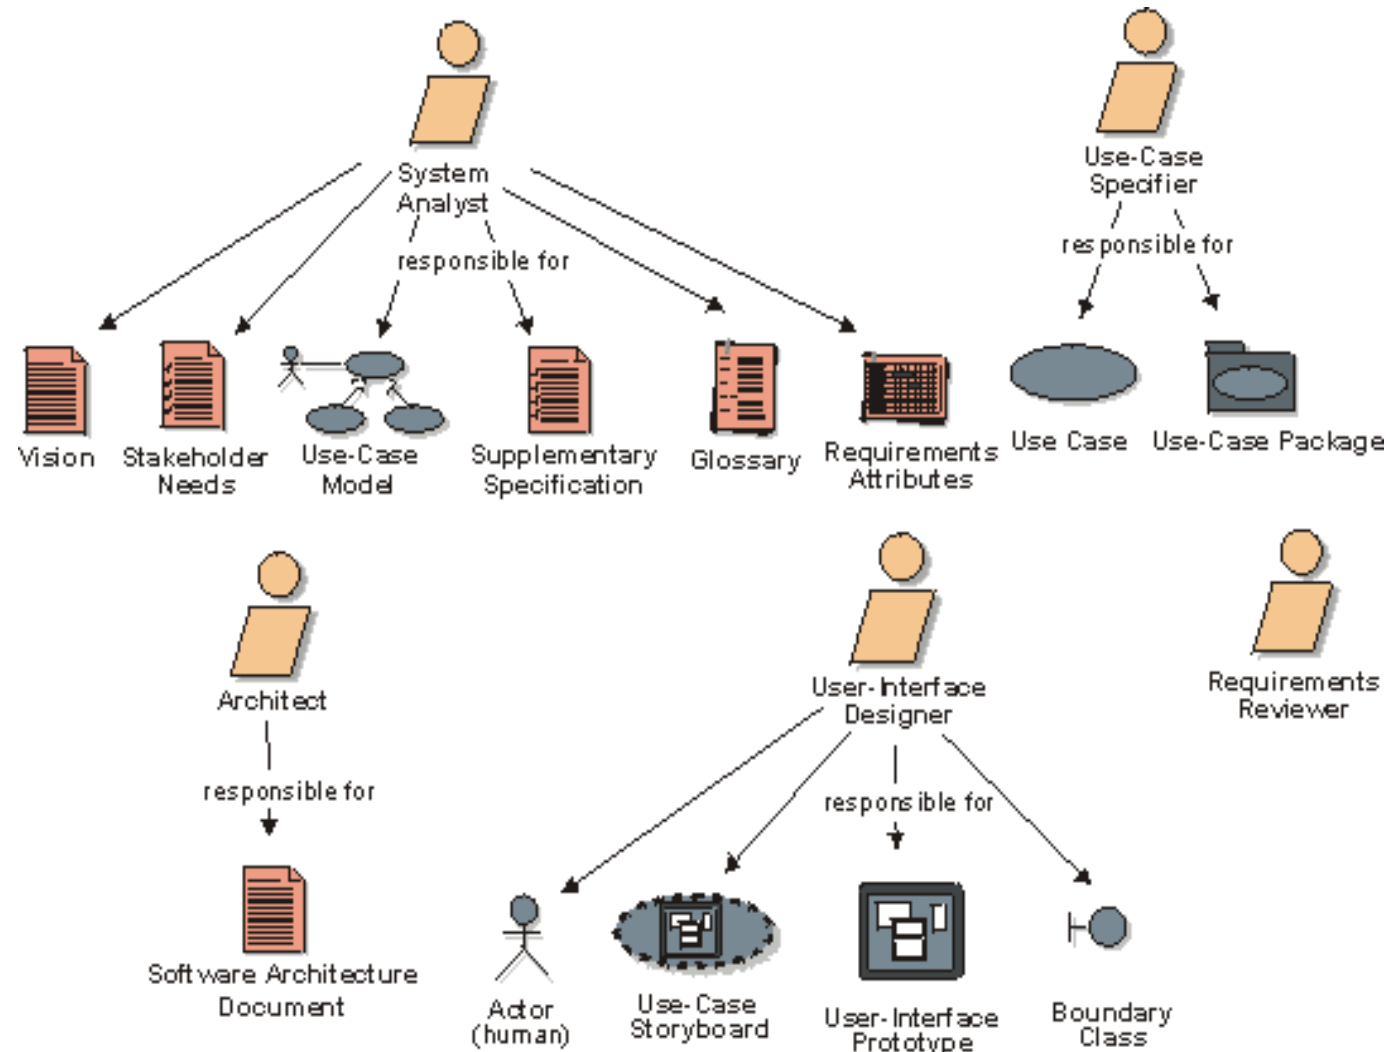 System
Analyst
responsible for
Use-Case
Specifier
responsible for
Vision
Stakeholder
Needs
Use-Case
Model
Supplementary
Specification
Glossary
Requirements
Attributes
Use Case
Use-Case Package
Architect
responsible for
Software Architecture
Document
User-Interface
Designer
responsible for
Requirements
Reviewer
Actor
(human)
Use-Case
Storyboard
User-Interface
Prototype
Boundary
Class